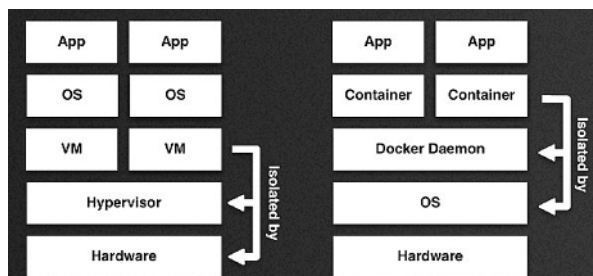 App App
OS OS
VM VM
Hypervisor
Hardware
Isolated by
App App
Container Container
Docker Daemon
OS
Hardware
Isolated by